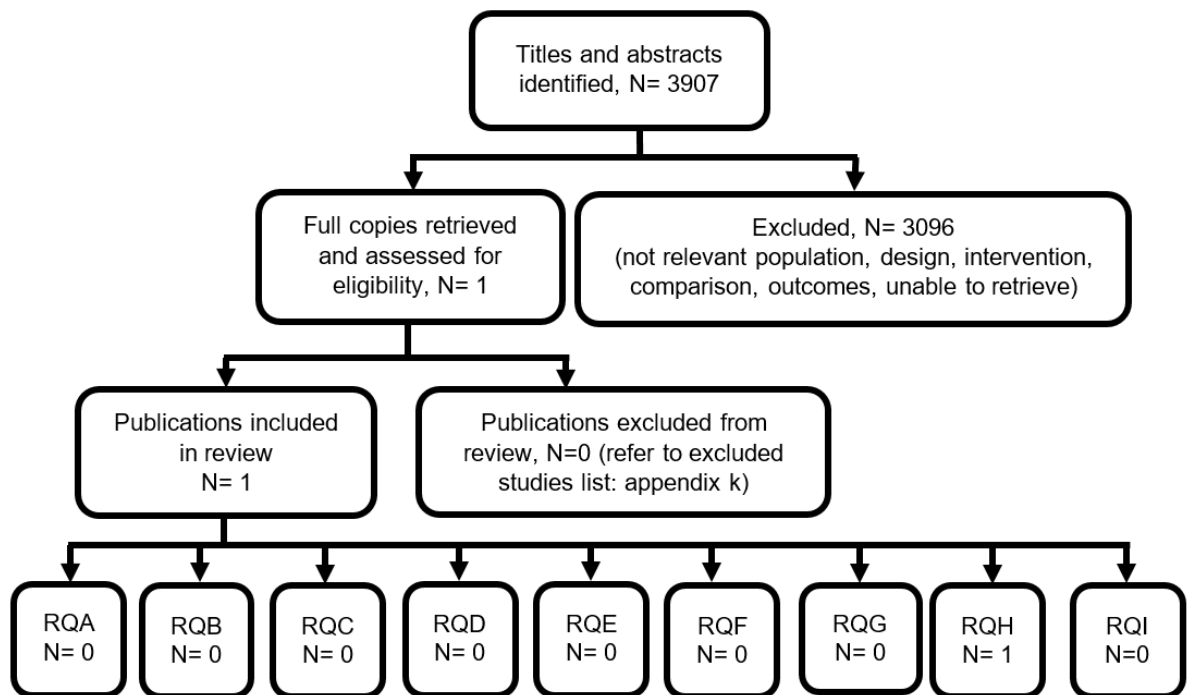 Titles and abstracts
identified, N= 3907
Full copies retrieved
and assessed for
eligibility, N= 1
Excluded, N= 3096
(not relevant population, design, intervention,
comparison, outcomes, unable to retrieve)
Publications included
in review
N= 1
Publications excluded from
review, N=0 (refer to excluded
studies list: appendix k)
RQA
N= 0
RQB
N= 0
RQC
N= 0
RQD
N= 0
RQE
N= 0
RQF
N= 0
RQG
N= 0
RQH
N= 1
RQI
N=0